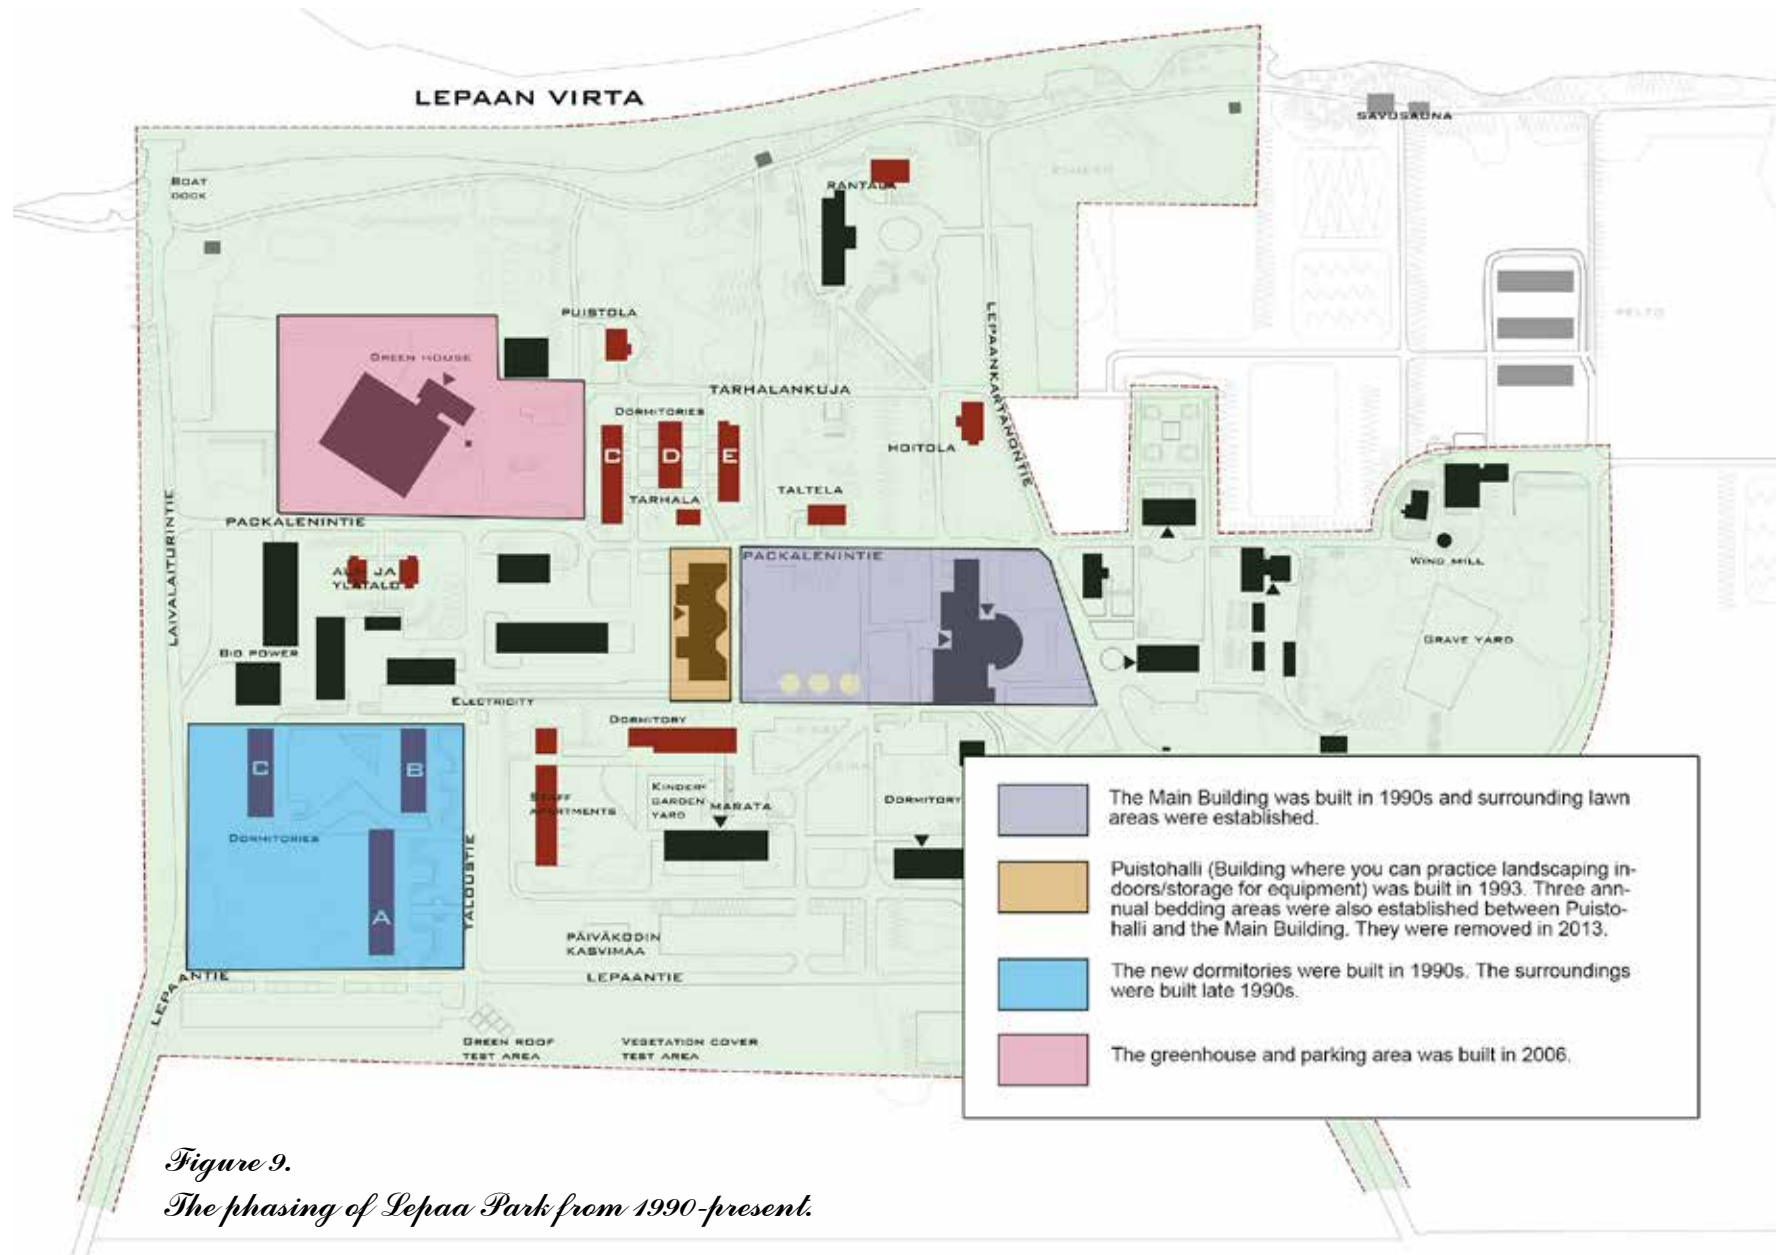 LEPAAN VIRTA
SAVUSAUNA
BOAT
DOCK
RANTALA
PUISTOLA
PELTO
GREEN HOUSE
TARHALANKUJA
LEPAANKARTANONTIE
DORMITORIES
C
D
E
HOITOLA
TARHALA
TALTELA
LAIVALAITURINTIE
PACKALENINTIE
PACKALENINTIE
WIND MILL
ALA- JA
YLÄTALO
BIO POWER
GRAVE YARD
ELECTRICITY
DORMITORY
C
B
STAFF
APARTMENTS
KINDER-
GARDEN
YARD
MARATA
DORMITORY
DORMITORIES
TALOUSTIE
A
PÄIVÄKODIN
KASVIMAA
LEPAANTIE
LEPAANTIE
GREEN ROOF
TEST AREA
VEGETATION COVER
TEST AREA
The Main Building was built in 1990s and surrounding lawn
areas were established.
Puistohalli (Building where you can practice landscaping in-
doors/storage for equipment) was built in 1993. Three ann-
nual bedding areas were also established between Puisto-
halli and the Main Building. They were removed in 2013.
The new dormitories were built in 1990s. The surroundings
were built late 1990s.
The greenhouse and parking area was built in 2006.
Figure 9.
The phasing of Lepaa Park from 1990-present.